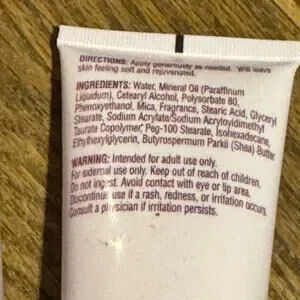 DIRECTIONS: Apply generously as needed. Will leave
skin feeling soft and rejuvenated.
INGREDIENTS: Water, Mineral Oil (Paraffinum
Liquidum), Cetearyl Alcohol, Polysorbate 80,
Phenoxyethanol, Mica, Fragrance, Stearic Acid, Glyceryl
Stearate, Sodium Acrylate/Sodium Acryloyldimethyl
Taurate Copolymer, Peg-100 Stearate, Isohexadecane,
Ethylhexylglycerin, Butyrospermum Parkii (Shea) Butter
WARNING: Intended for adult use only.
For external use only. Keep out of reach of children.
Do not ingest. Avoid contact with eye or lip area.
Discontinue use if a rash, redness, or irritation occurs.
Consult a physician if irritation persists.